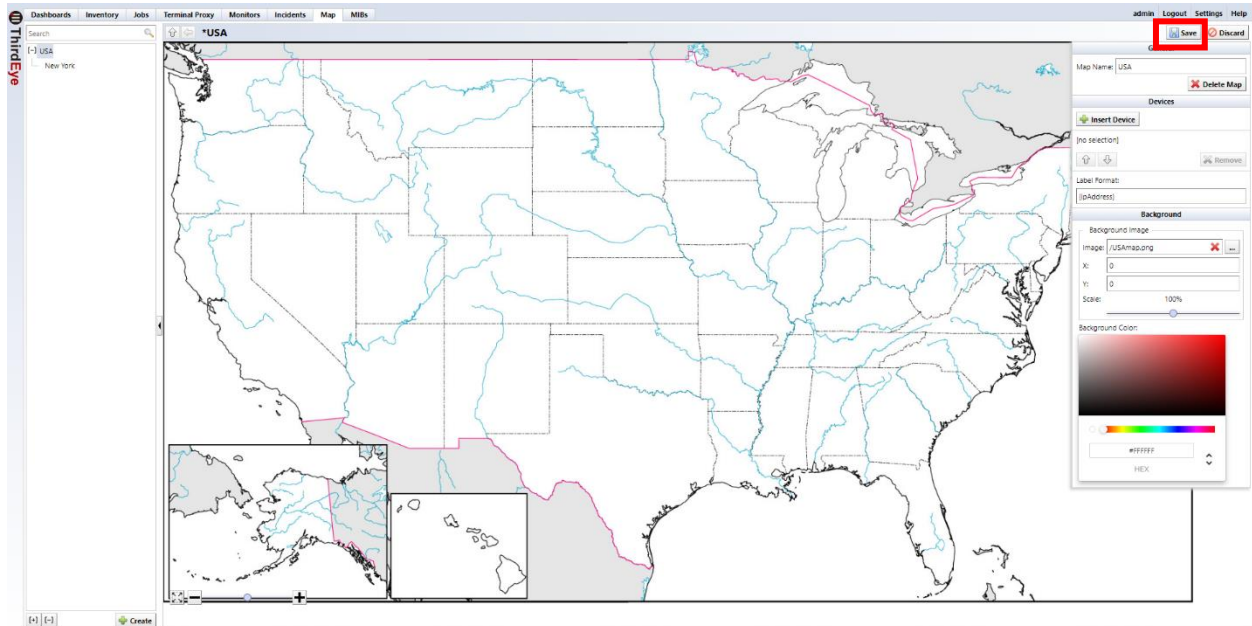 Dashboards Inventory Jobs Terminal Proxy Monitors Incidents Map MIBs
admin Logout Settings Help
ThirdEye
Search
*USA
Save Discard
[-] USA
New York
Map Name: USA
Delete Map
Devices
Insert Device
[no selection]
Remove
Label Format:
{ipAddress}
Background
Background Image
Image: /USAmap.png ...
X: 0
Y: 0
Scale: 100%
Background Color:
#FFFFFF
HEX
[+] [-] Create